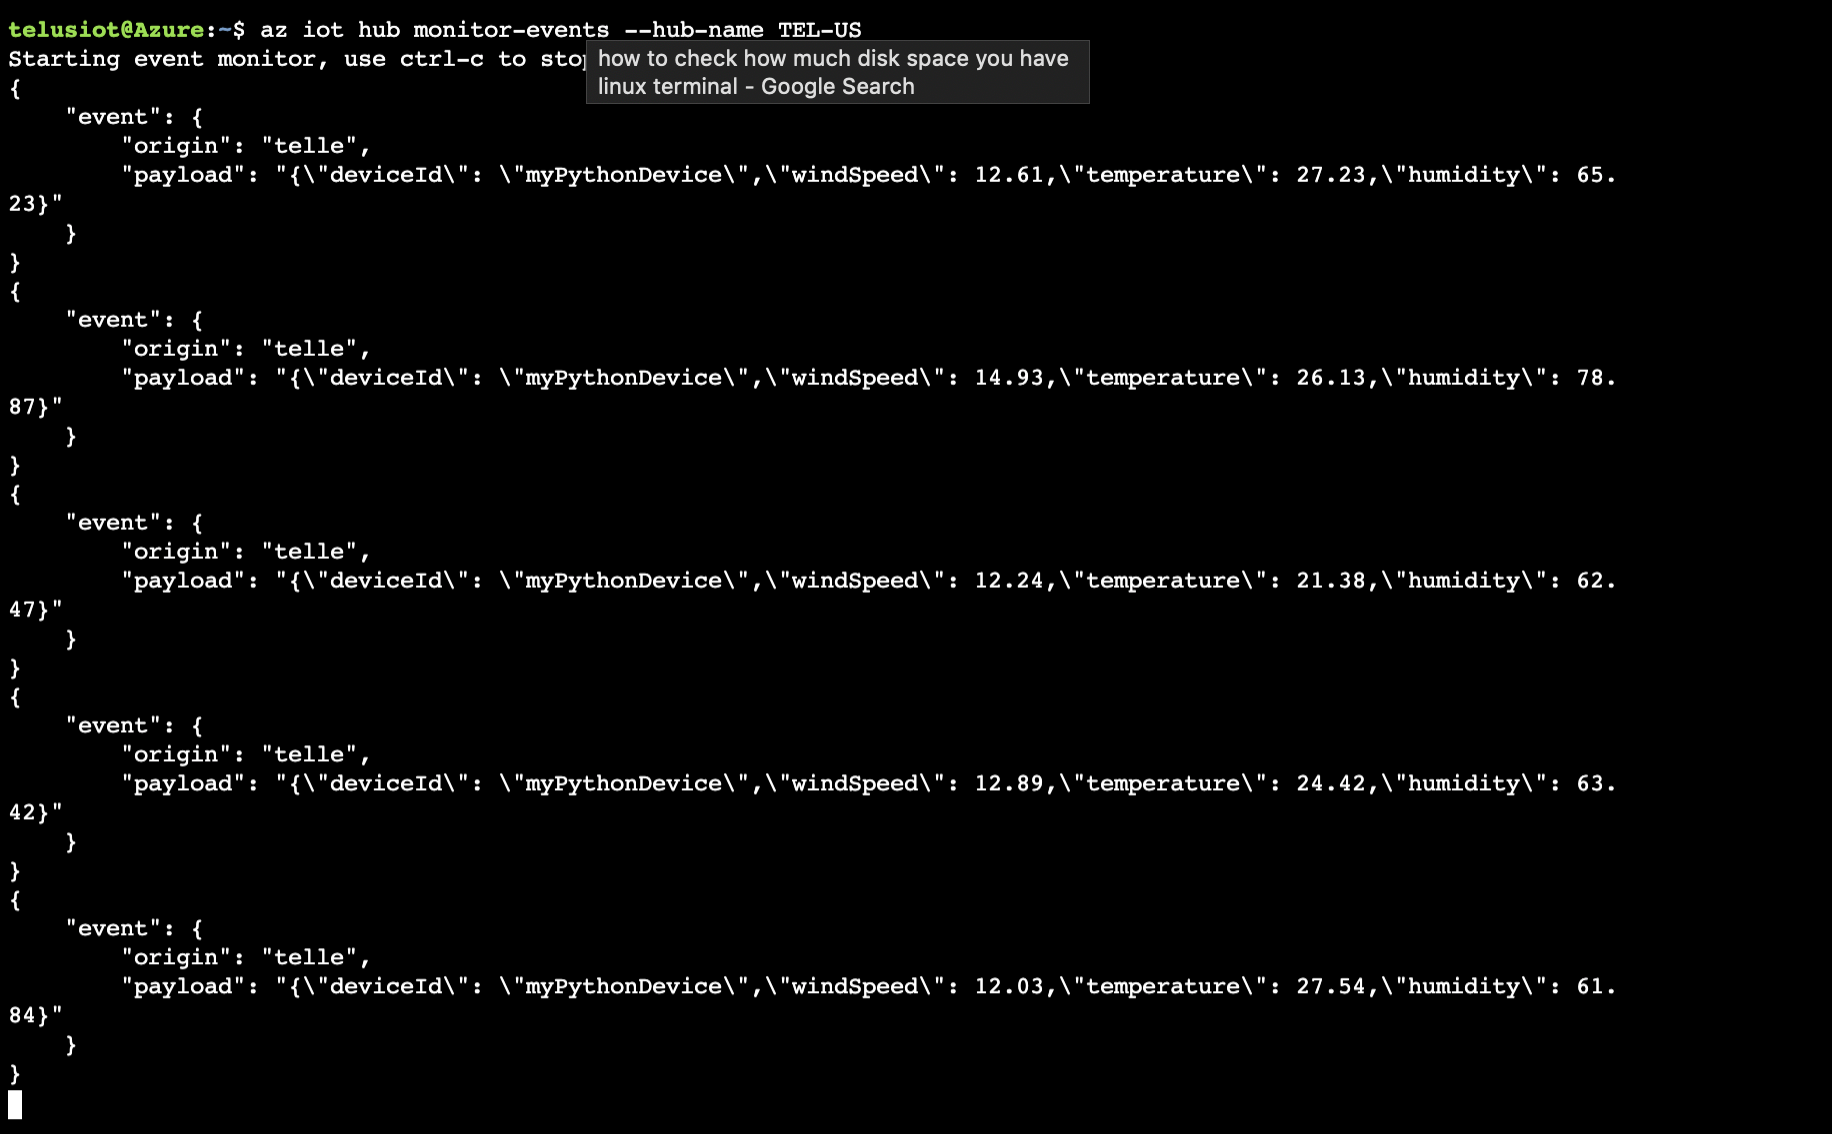 telusiot@Azure:~$ az iot hub monitor-events --hub-name TEL-US
Starting event monitor, use ctrl-c to stop
how to check how much disk space you have
linux terminal - Google Search
{
    "event": {
        "origin": "telle",
        "payload": "{\"deviceId\": \"myPythonDevice\",\"windSpeed\": 12.61,\"temperature\": 27.23,\"humidity\": 65.
23}"
    }
}
{
    "event": {
        "origin": "telle",
        "payload": "{\"deviceId\": \"myPythonDevice\",\"windSpeed\": 14.93,\"temperature\": 26.13,\"humidity\": 78.
87}"
    }
}
{
    "event": {
        "origin": "telle",
        "payload": "{\"deviceId\": \"myPythonDevice\",\"windSpeed\": 12.24,\"temperature\": 21.38,\"humidity\": 62.
47}"
    }
}
{
    "event": {
        "origin": "telle",
        "payload": "{\"deviceId\": \"myPythonDevice\",\"windSpeed\": 12.89,\"temperature\": 24.42,\"humidity\": 63.
42}"
    }
}
{
    "event": {
        "origin": "telle",
        "payload": "{\"deviceId\": \"myPythonDevice\",\"windSpeed\": 12.03,\"temperature\": 27.54,\"humidity\": 61.
84}"
    }
}